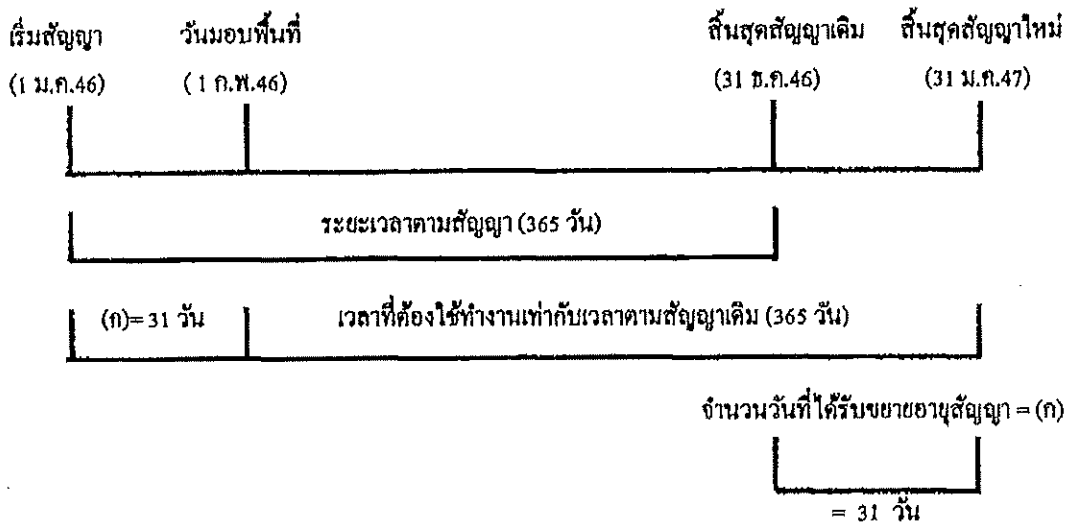 เริ่มสัญญา วันมอบพื้นที่ สิ้นสุดสัญญาเดิม สิ้นสุดสัญญาใหม่
(1 ม.ค.46) ( 1 ก.พ.46) (31 ธ.ค.46) (31 ม.ค.47)
ระยะเวลาตามสัญญา (365 วัน)
(ก)= 31 วัน เวลาที่ต้องใช้ทำงานเท่ากับเวลาตามสัญญาเดิม (365 วัน)
จำนวนวันที่ได้รับขยายอายุสัญญา = (ก)
= 31 วัน